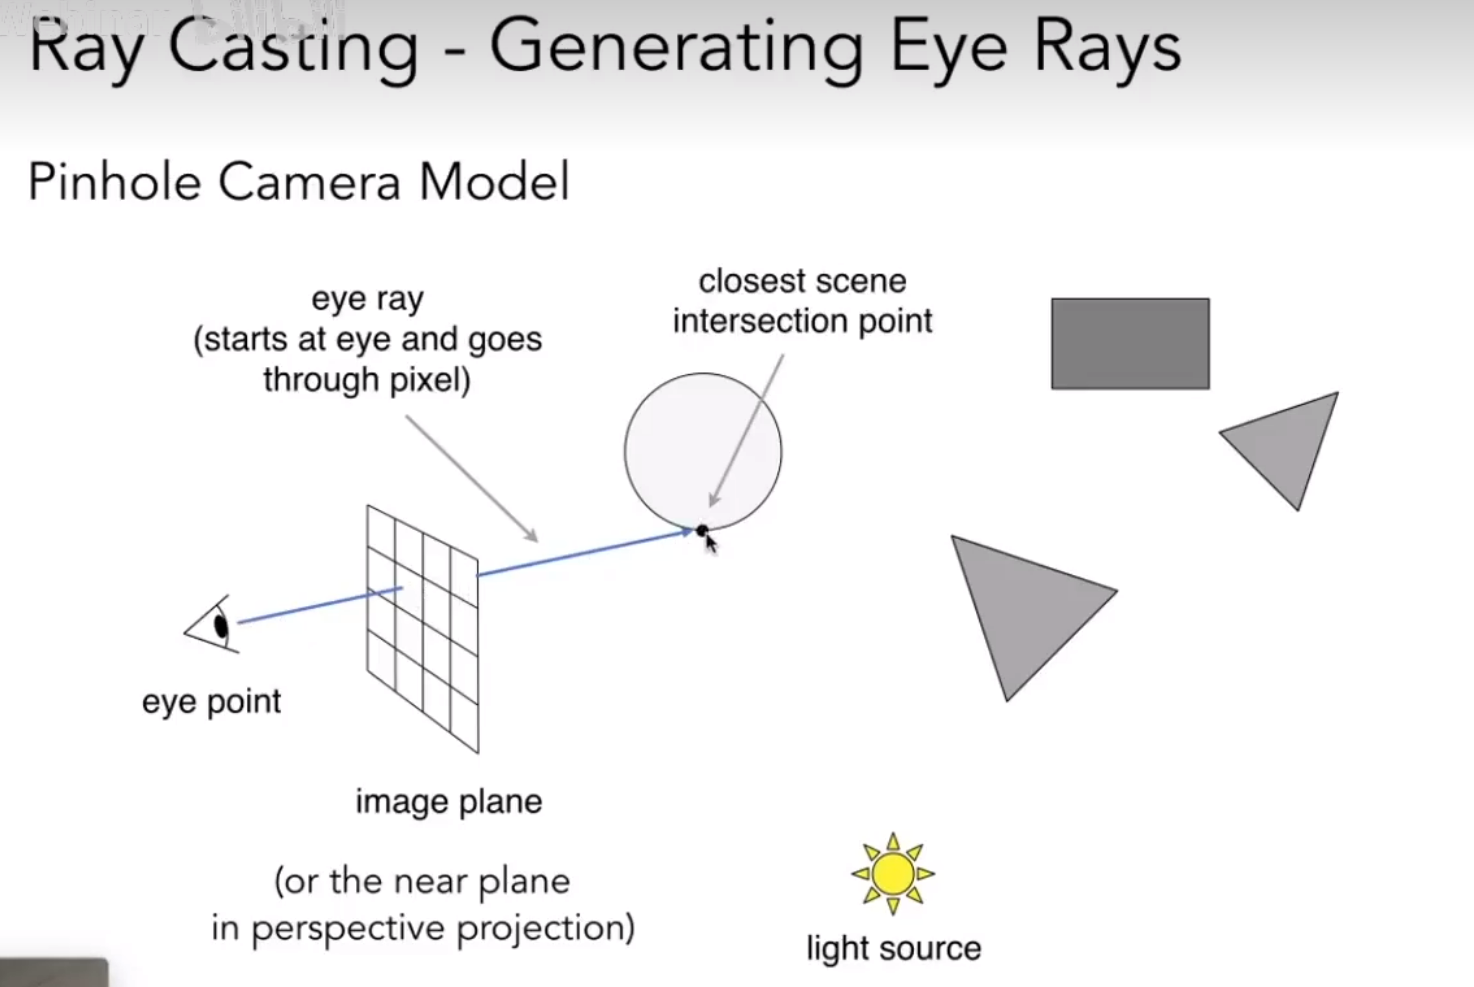 Ray Casting - Generating Eye Rays
Pinhole Camera Model
eye ray
(starts at eye and goes
through pixel)
closest scene
intersection point
eye point
image plane
(or the near plane
in perspective projection)
light source